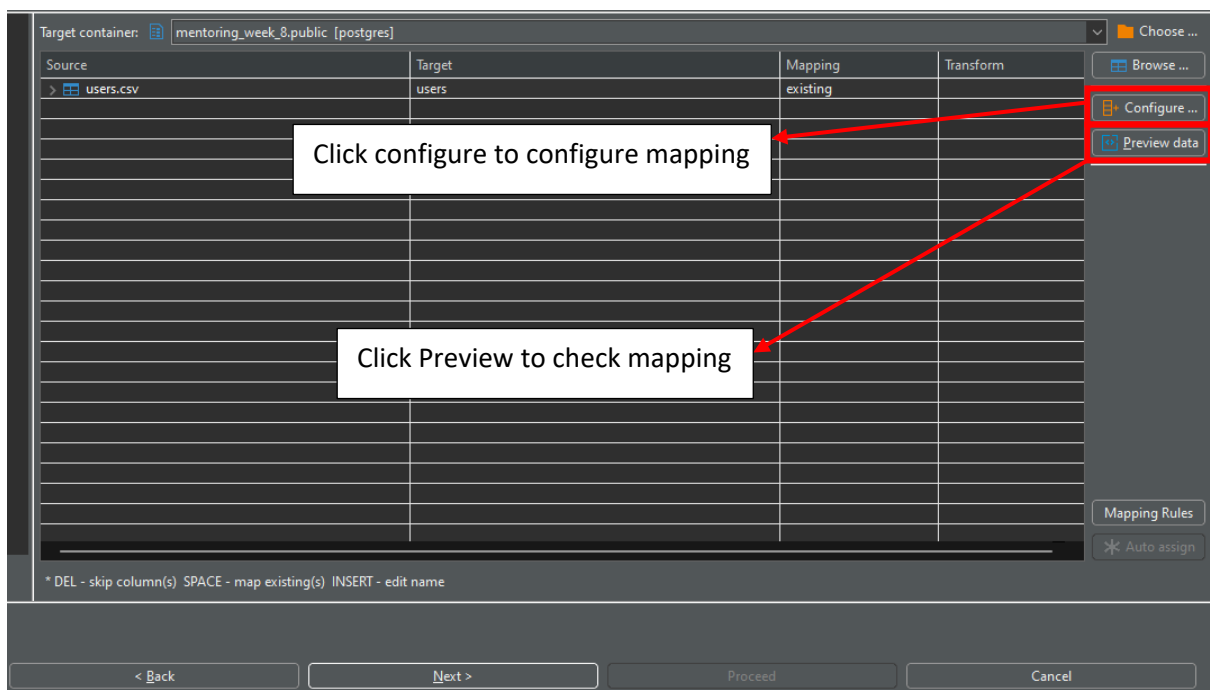 Target container: mentoring_week_8.public [postgres] Choose ...
Source Target Mapping Transform Browse ...
users.csv users existing
Configure ...
Click configure to configure mapping
Preview data
Click Preview to check mapping
Mapping Rules
Auto assign
* DEL - skip column(s) SPACE - map existing(s) INSERT - edit name
< Back Next > Proceed Cancel